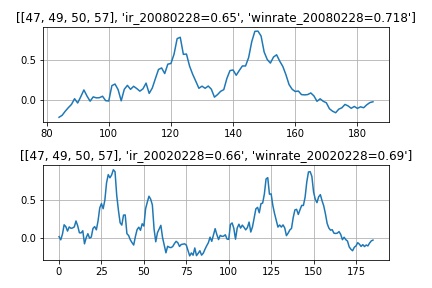 [[47, 49, 50, 57], 'ir_20080228=0.65', 'winrate_20080228=0.718']
0.5
0.0
80 100 120 140 160 180
[[47, 49, 50, 57], 'ir_20020228=0.66', 'winrate_20020228=0.69']
0.5
0.0
0 25 50 75 100 125 150 175